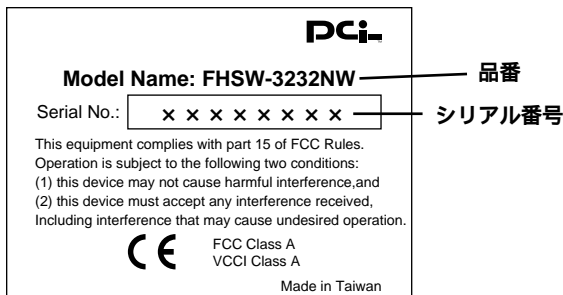 PCi
Model Name: FHSW-3232NW
品番
Serial No.: × × × × × × × ×
シリアル番号
This equipment complies with part 15 of FCC Rules.
Operation is subject to the following two conditions:
(1) this device may not cause harmful interference,and
(2) this device must accept any interference received,
Including interference that may cause undesired operation.
CE
FCC Class A
VCCI Class A
Made in Taiwan